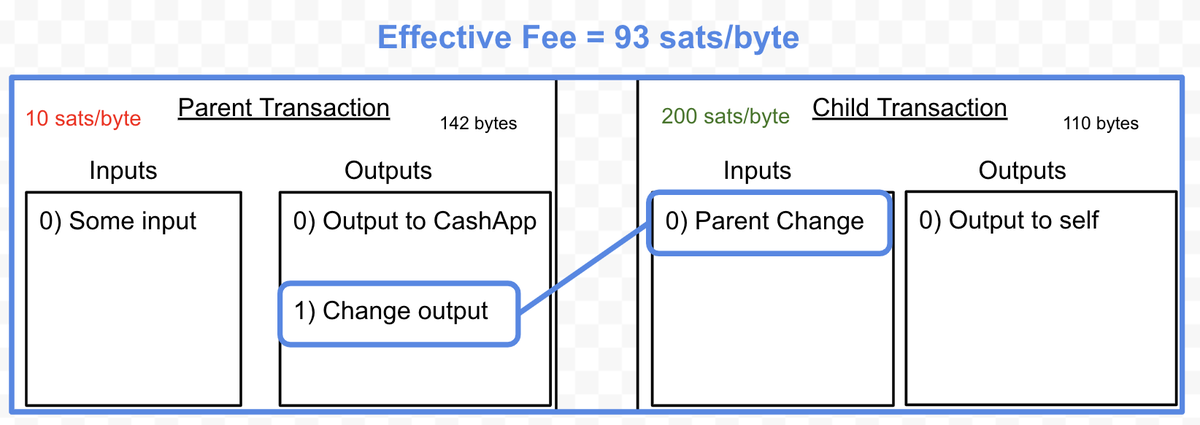 Effective Fee = 93 sats/byte
10 sats/byte
Parent Transaction
142 bytes
Inputs
Outputs
0) Some input
0) Output to CashApp
1) Change output
200 sats/byte
Child Transaction
110 bytes
Inputs
Outputs
0) Parent Change
0) Output to self